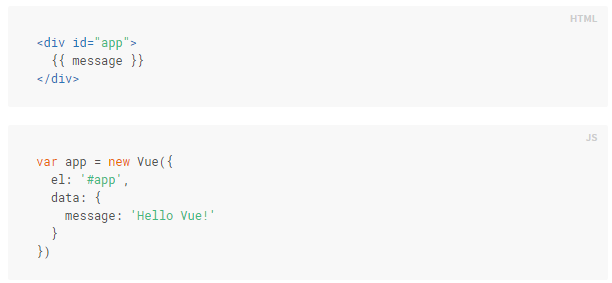 HTML
<div id="app">
  {{ message }}
</div>
JS
var app = new Vue({
  el: '#app',
  data: {
    message: 'Hello Vue!'
  }
})